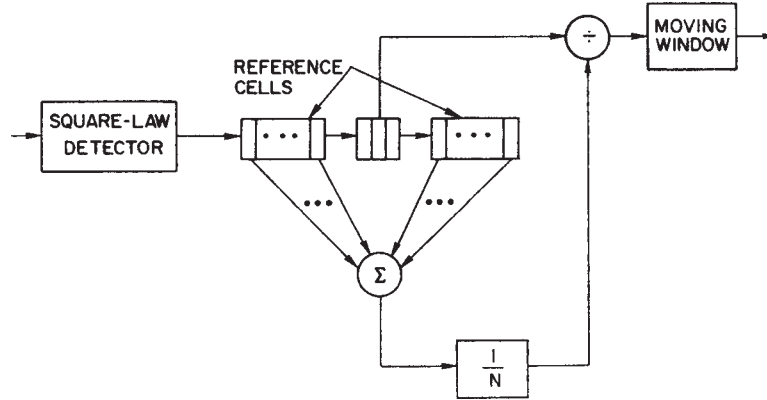 MOVING
WINDOW
÷
REFERENCE
CELLS
SQUARE-LAW
DETECTOR
•••
•••
•••
•••
Σ
1
N